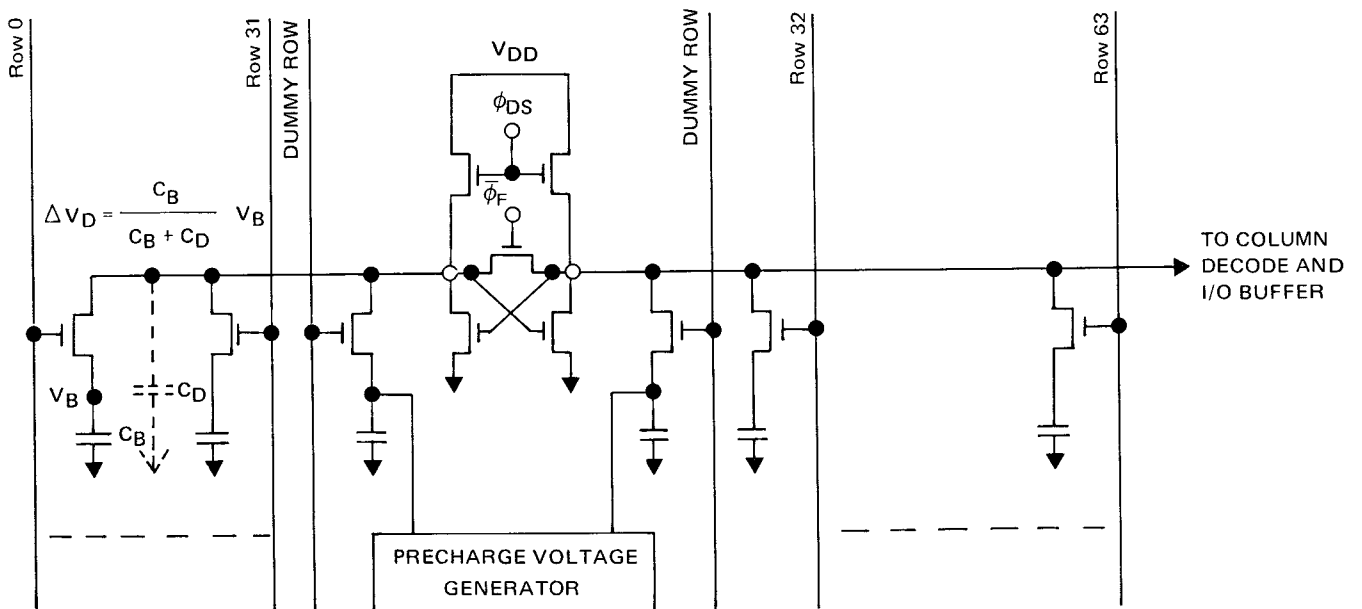 Row 0
Row 31
DUMMY ROW
V_DD
ϕ_DS
ϕ̅_F
DUMMY ROW
Row 32
Row 63
ΔV_D = C_B / (C_B + C_D) V_B
TO COLUMN
DECODE AND
I/O BUFFER
V_B
C_B
C_D
PRECHARGE VOLTAGE
GENERATOR